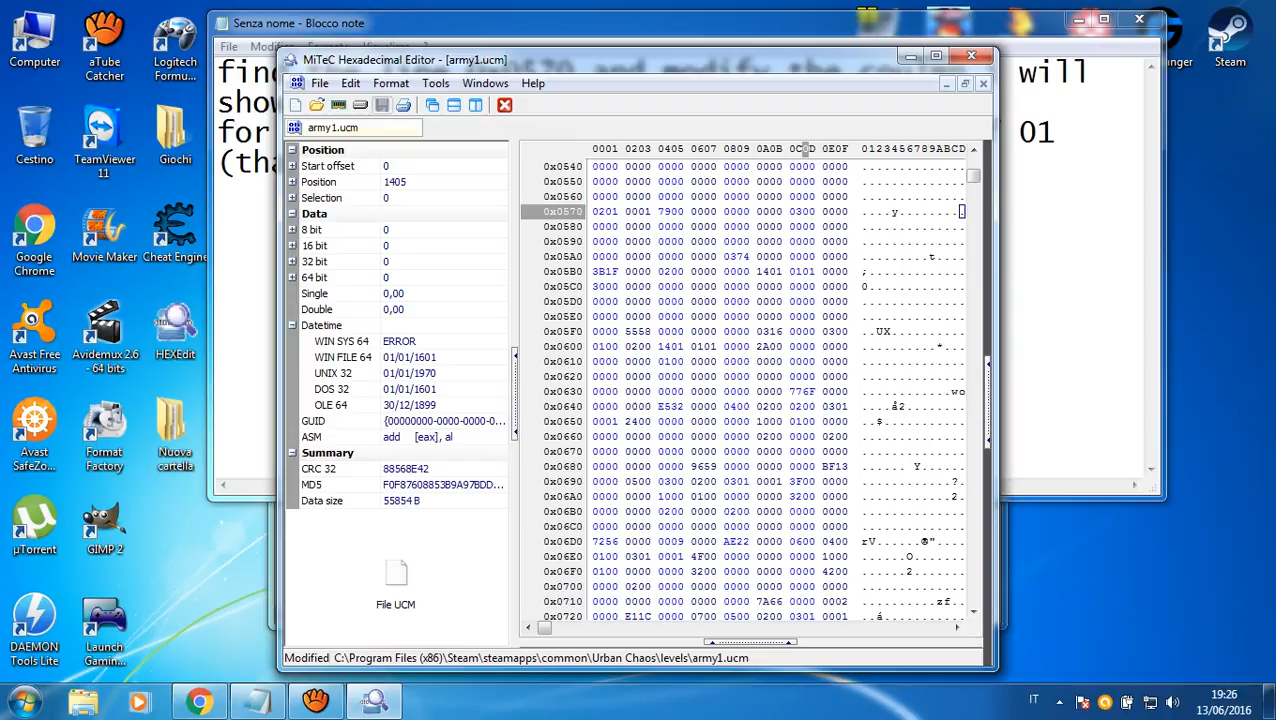 Senza nome - Blocco note
File
will
show
for
01
(tha
MiTeC Hexadecimal Editor - [army1.ucm]
File Edit Format Tools Windows Help
army1.ucm
Position
Start offset 0
Position 1405
Selection 0
Data
8 bit 0
16 bit 0
32 bit 0
64 bit 0
Single 0,00
Double 0,00
Datetime
WIN SYS 64 ERROR
WIN FILE 64 01/01/1601
UNIX 32 01/01/1970
DOS 32 01/01/1601
OLE 64 30/12/1899
GUID {00000000-0000-0000-0...
ASM add [eax], al
Summary
CRC 32 88568E42
MD5 F0F87608853B9A97BDD...
Data size 55854 B
File UCM
0001 0203 0405 0607 0809 0A0B 0C0D 0E0F 0123456789ABCD
0x0540 0000 0000 0000 0000 0000 0000 0000 0000 ..............
0x0550 0000 0000 0000 0000 0000 0000 0000 0000 ..............
0x0560 0000 0000 0000 0000 0000 0000 0000 0000 ..............
0x0570 0201 0001 7900 0000 0000 0000 0300 0000 ....y.........
0x0580 0000 0000 0000 0000 0000 0000 0000 0000 ..............
0x0590 0000 0000 0000 0000 0000 0000 0000 0000 ..............
0x05A0 0000 0000 0000 0000 0374 0000 0000 0000 .........t....
0x05B0 3B1F 0000 0200 0000 0000 1401 0101 0000 ;.............
0x05C0 3000 0000 0000 0000 0000 0000 0000 0000 0.............
0x05D0 0000 0000 0000 0000 0000 0000 0000 0000 ..............
0x05E0 0000 0000 0000 0000 0000 0000 0000 0000 ..............
0x05F0 0000 5558 0000 0000 0000 0316 0000 0300 ..UX..........
0x0600 0100 0200 1401 0101 0000 2A00 0000 0000 ..........*...
0x0610 0000 0000 0100 0000 0000 0000 0000 0000 ..............
0x0620 0000 0000 0000 0000 0000 0000 0000 0000 ..............
0x0630 0000 0000 0000 0000 0000 0000 776F 0000 ............wo
0x0640 0000 0000 E532 0000 0400 0200 0200 0301 ....å2........
0x0650 0001 2400 0000 0000 0000 1000 0100 0000 ..$...........
0x0660 0000 0000 0000 0000 0000 0200 0000 0200 ..............
0x0670 0000 0000 0000 0000 0000 0000 0000 0000 ..............
0x0680 0000 0000 0000 9659 0000 0000 0000 BF13 .......Y......
0x0690 0000 0500 0300 0200 0301 0001 3F00 0000 ............?.
0x06A0 0000 0000 1000 0100 0000 0000 3200 0000 ............2.
0x06B0 0000 0000 0200 0000 0200 0000 0000 0000 ..............
0x06C0 0000 0000 0000 0000 0000 0000 0000 0000 ..............
0x06D0 7256 0000 0009 0000 AE22 0000 0600 0400 rV......®"....
0x06E0 0100 0301 0001 4F00 0000 0000 0000 1000 ......O.......
0x06F0 0100 0000 0000 3200 0000 0000 0000 4200 ......2.......
0x0700 0000 0200 0000 0000 0000 0000 0000 0000 ..............
0x0710 0000 0000 0000 0000 0000 7A66 0000 0002 ..........zf..
0x0720 0000 E11C 0000 0700 0500 0200 0301 0001 ..á...........
Modified C:\Program Files (x86)\Steam\steamapps\common\Urban Chaos\levels\army1.ucm
Computer
aTube Catcher
Logitech Formu...
Cestino
TeamViewer 11
Giochi
Google Chrome
Movie Maker
Cheat Engine
Avast Free Antivirus
Avidemux 2.6 - 64 bits
HEXEdit
Avast SafeZo...
Format Factory
Nuova cartella
µTorrent
GIMP 2
DAEMON Tools Lite
Launch Gamin...
Steam
IT
19:26
13/06/2016